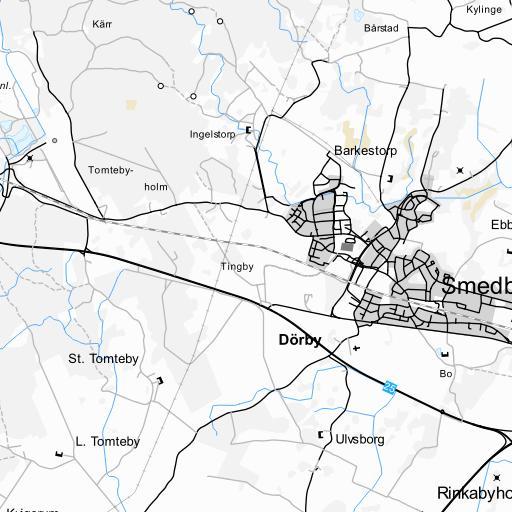 Kylinge
Kärr
Bårstad
nl.
Ingelstorp
Barkestorp
Tomteby-
holm
Ebb
Tingby
Smedb
Dörby
St. Tomteby
Bo
25
L. Tomteby
Ulvsborg
Rinkabyho